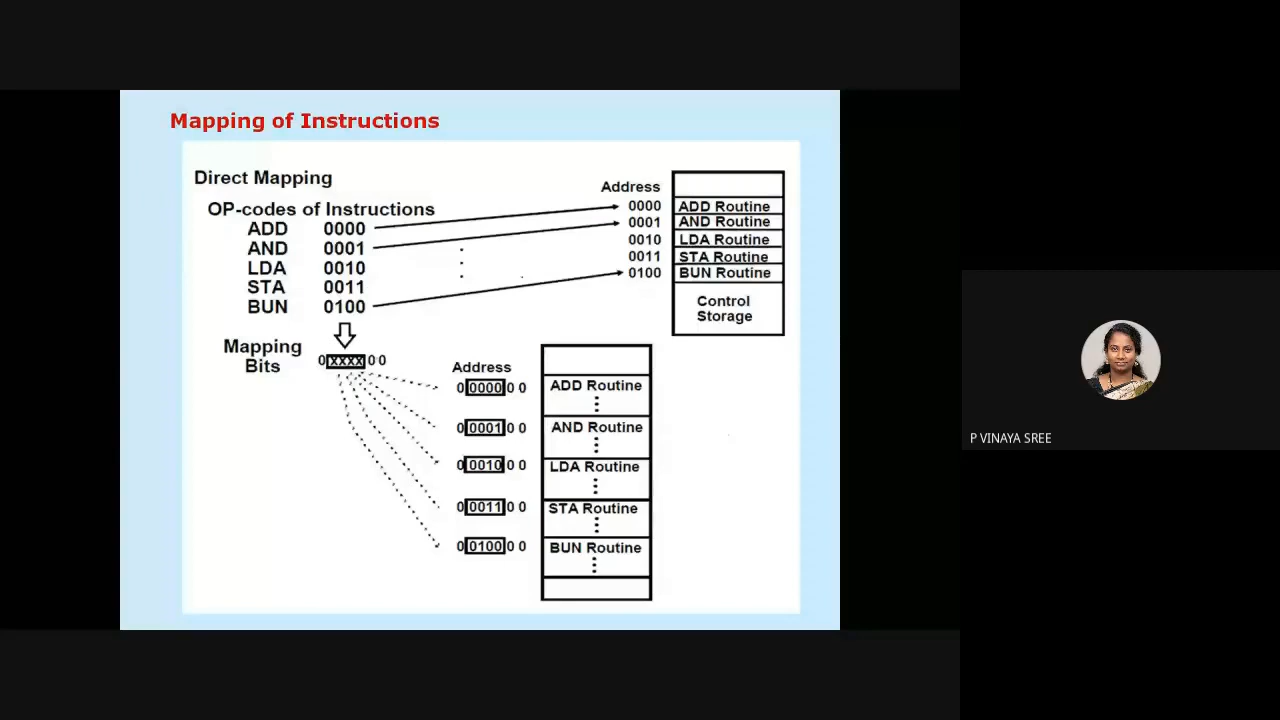 Mapping of Instructions
Direct Mapping
OP-codes of Instructions
ADD 0000
AND 0001
LDA 0010
STA 0011
BUN 0100
Address
0000 ADD Routine
0001 AND Routine
0010 LDA Routine
0011 STA Routine
0100 BUN Routine
Control
Storage
Mapping
Bits
0 XXXX 0 0
Address
0 0000 0 0 ADD Routine
0 0001 0 0 AND Routine
0 0010 0 0 LDA Routine
0 0011 0 0 STA Routine
0 0100 0 0 BUN Routine
P VINAYA SREE